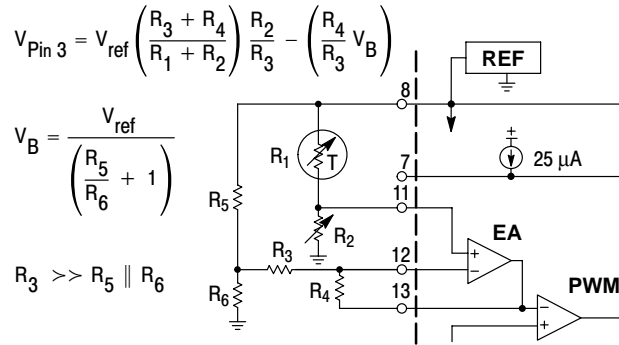 V_Pin 3 = V_ref ((R_3 + R_4)/(R_1 + R_2)) R_2/R_3 − (R_4/R_3 V_B)
V_B = V_ref/(R_5/R_6 + 1)
R_3 >> R_5 ∥ R_6
REF
8
R_1
T
7
25 μA
11
R_5
R_2
EA
+
−
R_3
12
R_4
R_6
13
PWM
−
+